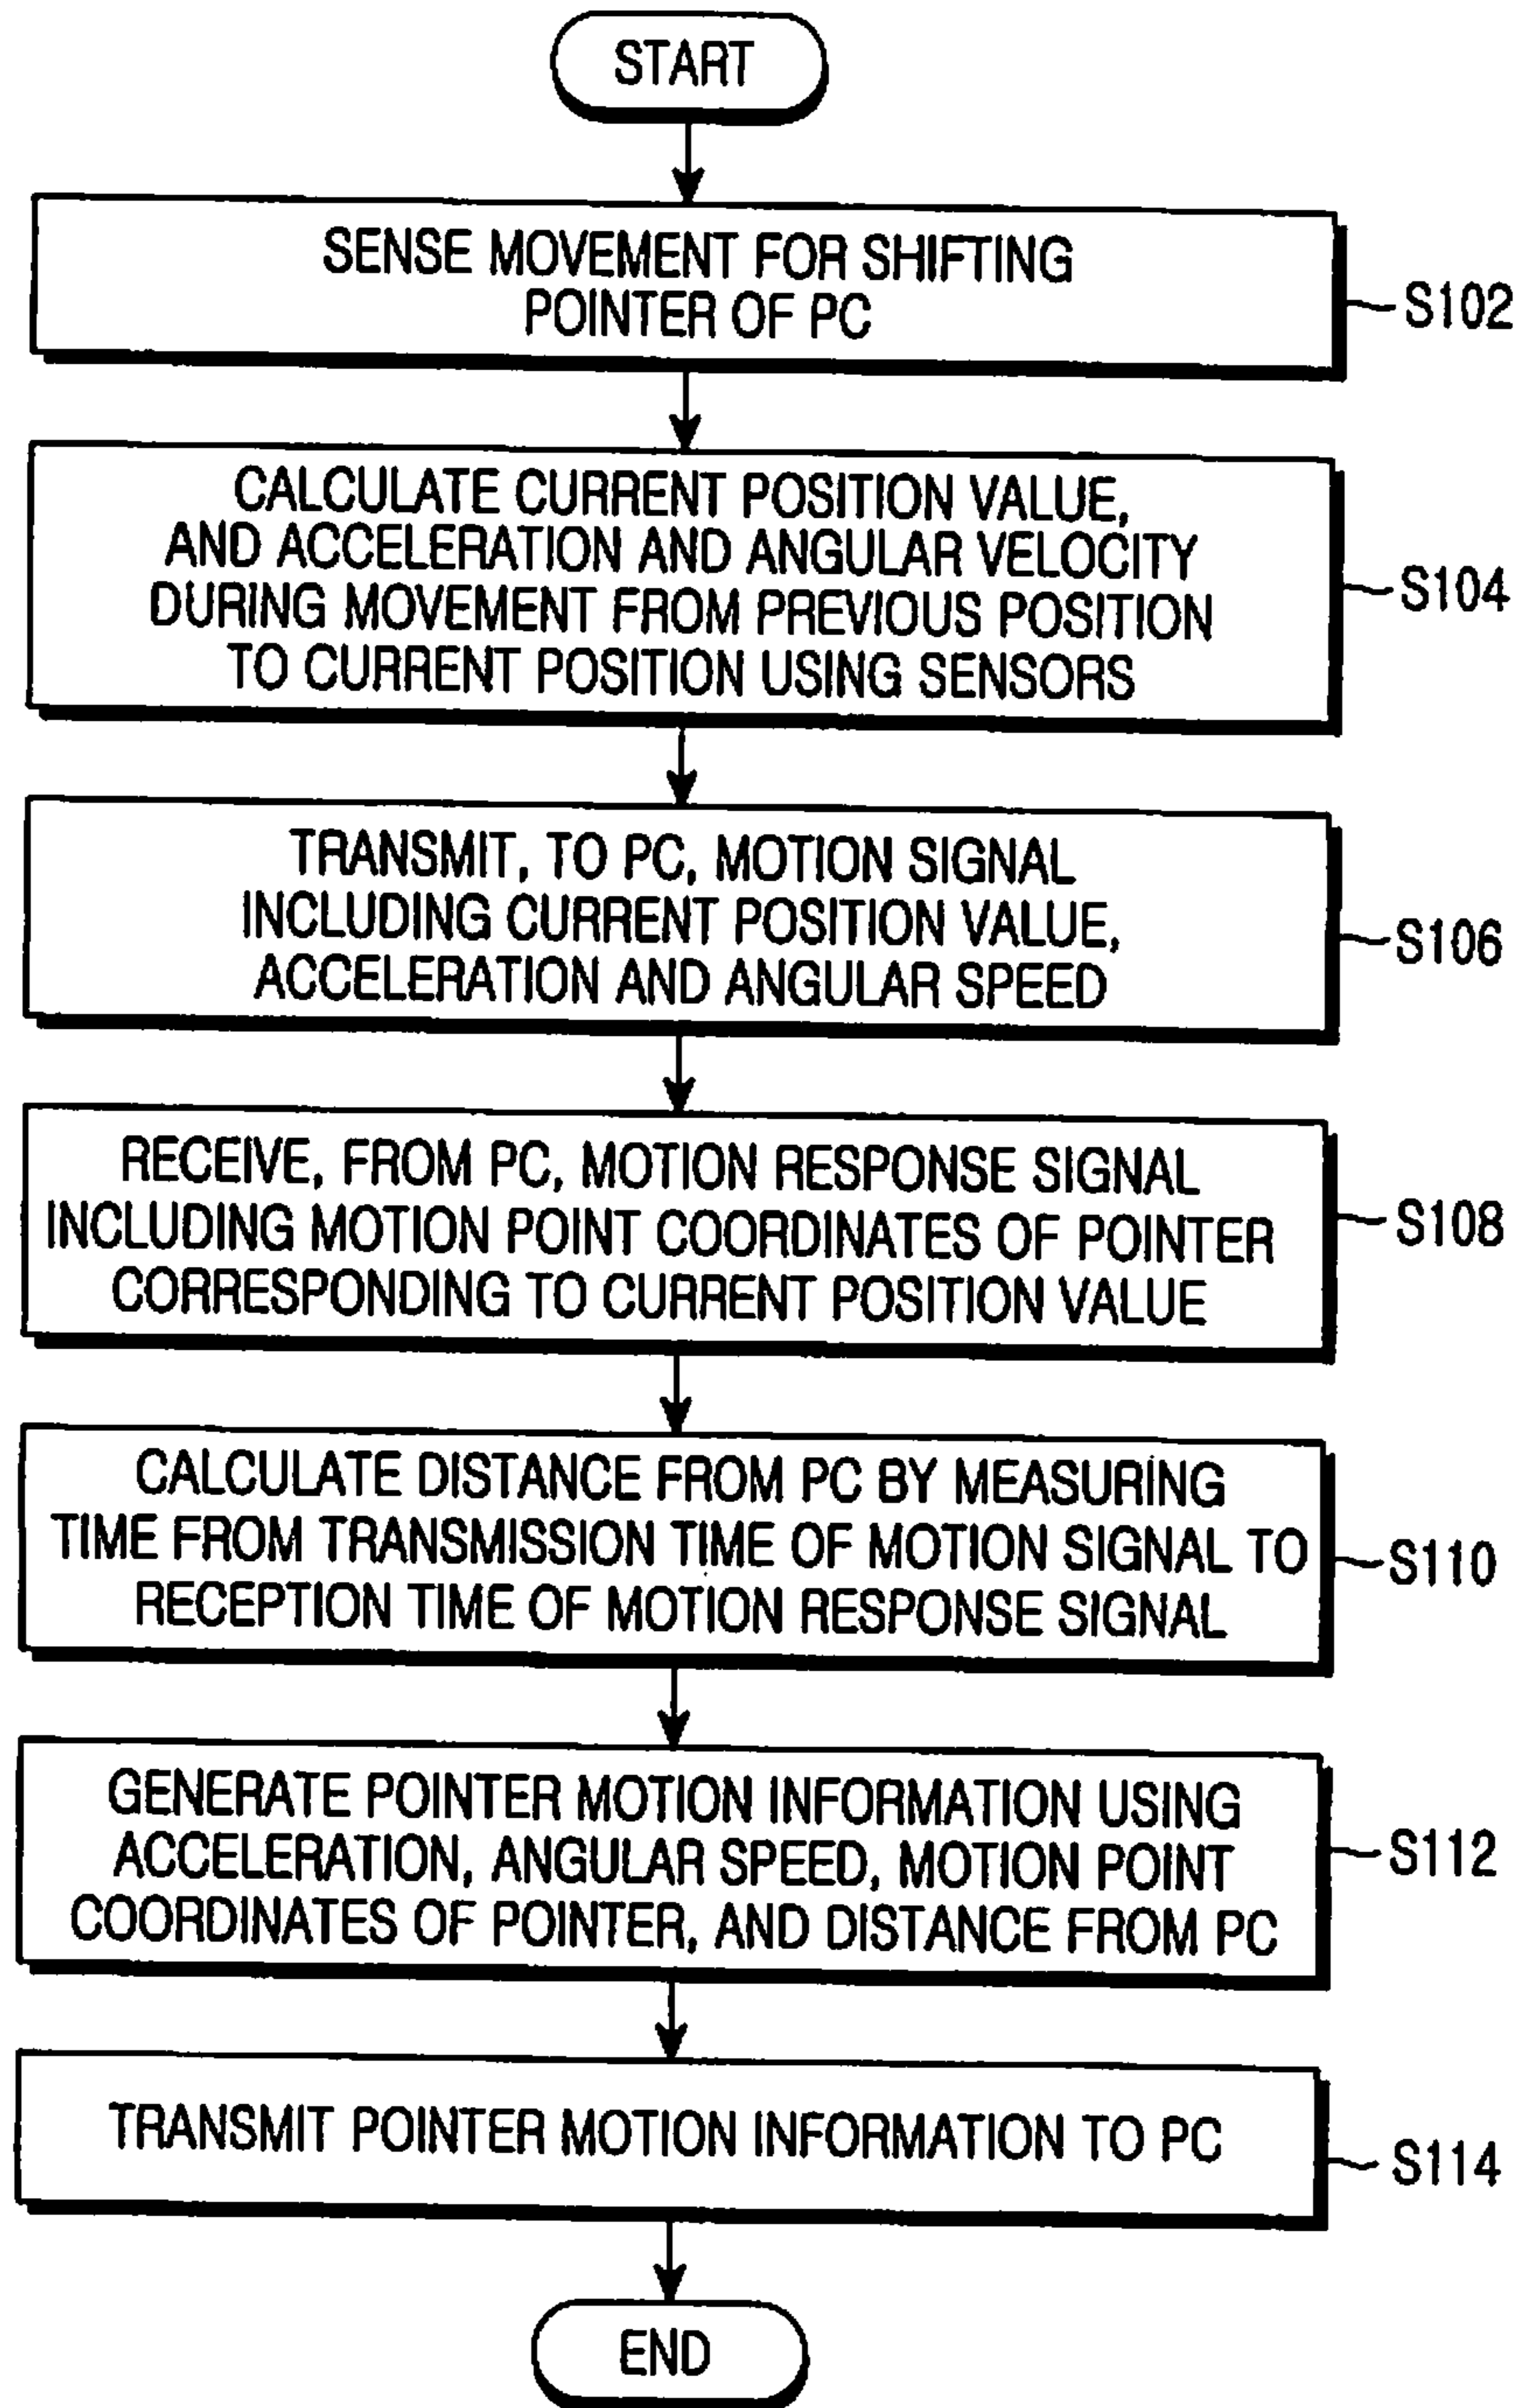 START
SENSE MOVEMENT FOR SHIFTING
POINTER OF PC
S102
CALCULATE CURRENT POSITION VALUE,
AND ACCELERATION AND ANGULAR VELOCITY
DURING MOVEMENT FROM PREVIOUS POSITION
TO CURRENT POSITION USING SENSORS
S104
TRANSMIT, TO PC, MOTION SIGNAL
INCLUDING CURRENT POSITION VALUE,
ACCELERATION AND ANGULAR SPEED
S106
RECEIVE, FROM PC, MOTION RESPONSE SIGNAL
INCLUDING MOTION POINT COORDINATES OF POINTER
CORRESPONDING TO CURRENT POSITION VALUE
S108
CALCULATE DISTANCE FROM PC BY MEASURING
TIME FROM TRANSMISSION TIME OF MOTION SIGNAL TO
RECEPTION TIME OF MOTION RESPONSE SIGNAL
S110
GENERATE POINTER MOTION INFORMATION USING
ACCELERATION, ANGULAR SPEED, MOTION POINT
COORDINATES OF POINTER, AND DISTANCE FROM PC
S112
TRANSMIT POINTER MOTION INFORMATION TO PC
S114
END